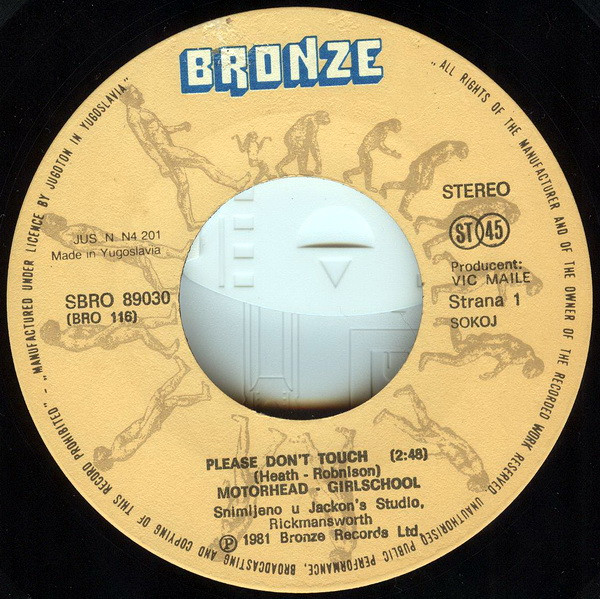 BRONZE
"MANUFACTURED UNDER LICENCE BY JUGOTON IN YUGOSLAVIA"
"ALL RIGHTS OF THE MANUFACTURER AND OF THE OWNER OF THE RECORDED WORK RESERVED UNAUTHORISED PUBLIC PERFORMANCE, BROADCASTING AND COPYING OF THIS RECORD PROHIBITED" -
JUS N N4 201
Made in Yugoslavia
SBRO 89030
(BRO 116)
STEREO
ST 45
Producent:
VIC MAILE
Strana 1
SOKOJ
PLEASE DON'T TOUCH (2:48)
(Heath - Robnison)
MOTORHEAD - GIRLSCHOOL
Snimljeno u Jackon's Studio,
Rickmansworth
℗ 1981 Bronze Records Ltd.